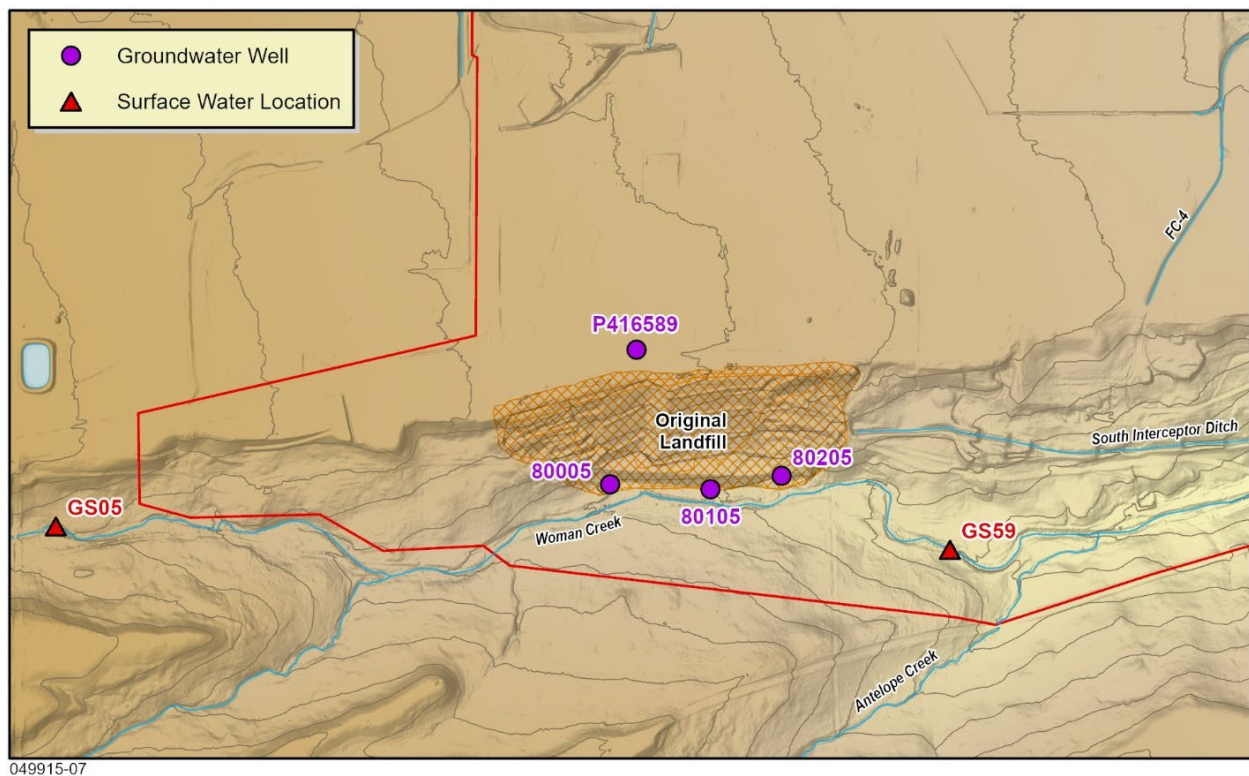 Groundwater Well
Surface Water Location
FC-4
P416589
Original
Landfill
South Interceptor Ditch
80005
80205
80105
GS05
Woman Creek
GS59
Antelope Creek
049915-07